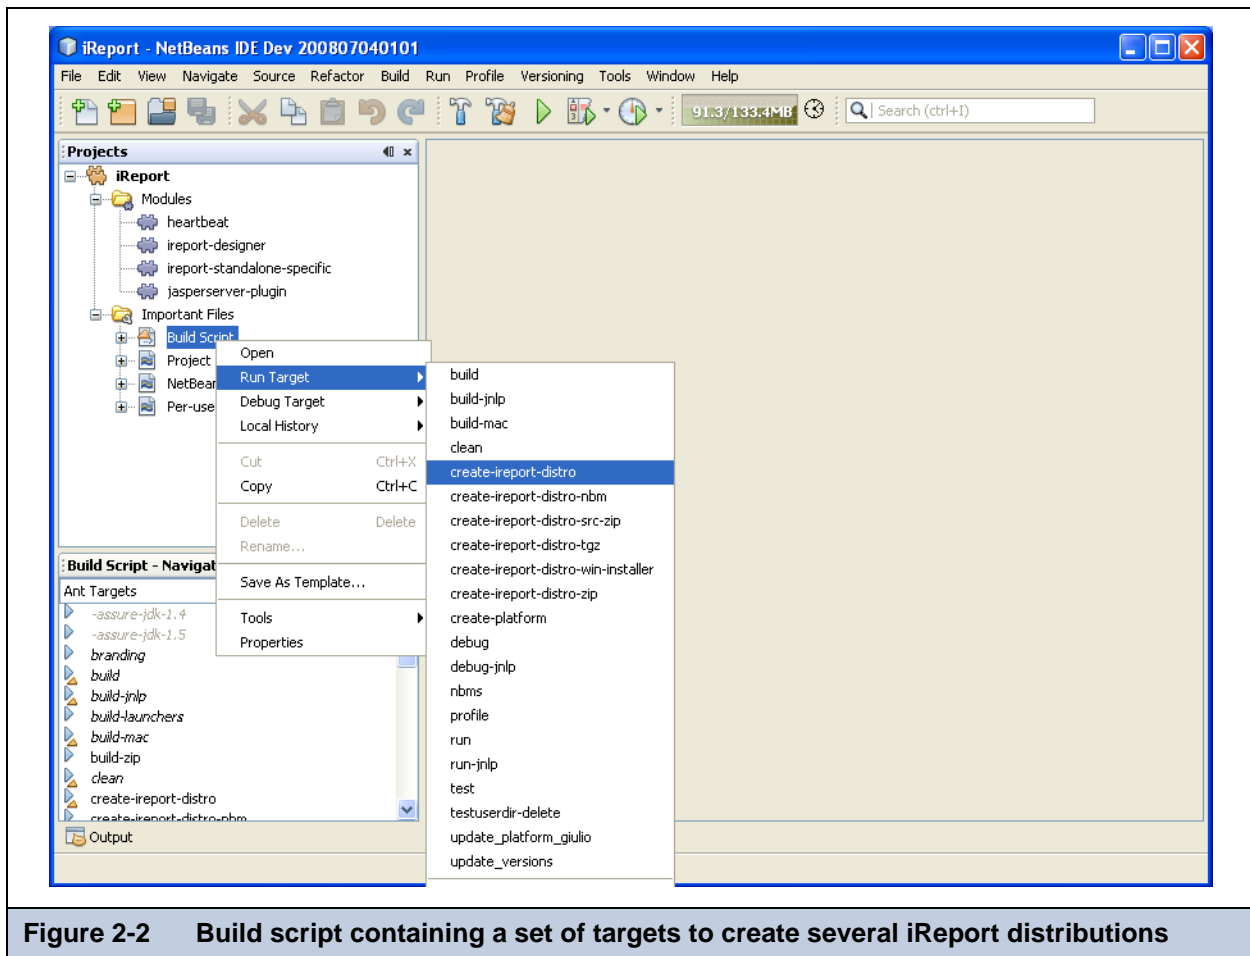 iReport - NetBeans IDE Dev 200807040101
File Edit View Navigate Source Refactor Build Run Profile Versioning Tools Window Help
91.3/133.4MB
Search (ctrl+I)
Projects
iReport
Modules
heartbeat
ireport-designer
ireport-standalone-specific
jasperserver-plugin
Important Files
Build Script
Project
NetBear
Per-use
Open
Run Target
Debug Target
Local History
Cut Ctrl+X
Copy Ctrl+C
Delete Delete
Rename...
Save As Template...
Tools
Properties
build
build-jnlp
build-mac
clean
create-ireport-distro
create-ireport-distro-nbm
create-ireport-distro-src-zip
create-ireport-distro-tgz
create-ireport-distro-win-installer
create-ireport-distro-zip
create-platform
debug
debug-jnlp
nbms
profile
run
run-jnlp
test
testuserdir-delete
update_platform_giulio
update_versions
Build Script - Navigat
Ant Targets
-assure-jdk-1.4
-assure-jdk-1.5
branding
build
build-jnlp
build-launchers
build-mac
build-zip
clean
create-ireport-distro
create-ireport-distro-nbm
Output
Figure 2-2 Build script containing a set of targets to create several iReport distributions